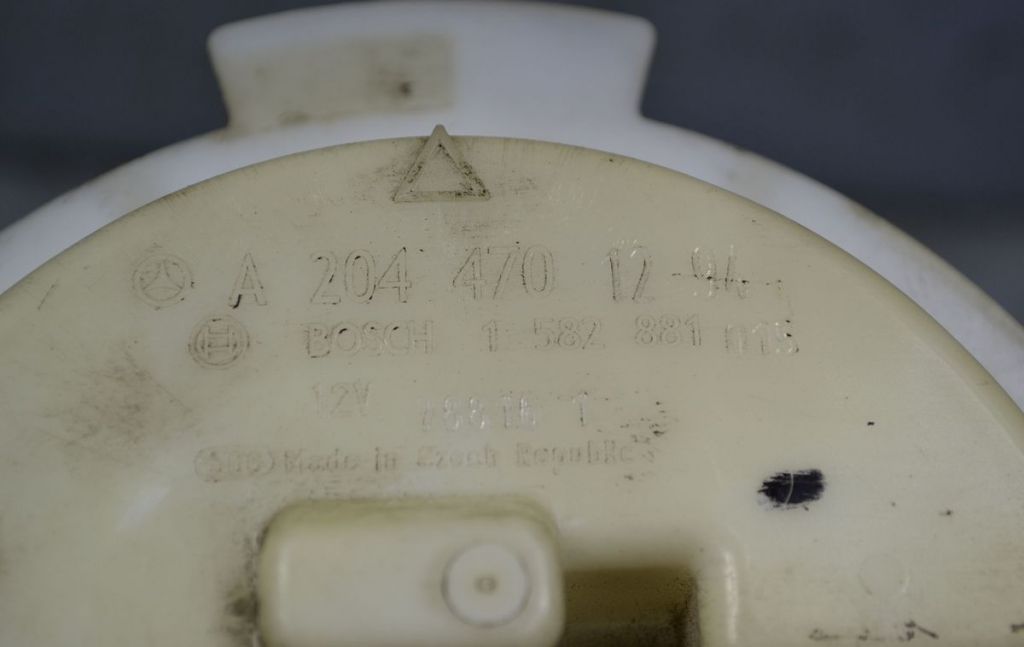 A 204 470 12 94
BOSCH 1 582 881 015
12V
Made in Czech Republic